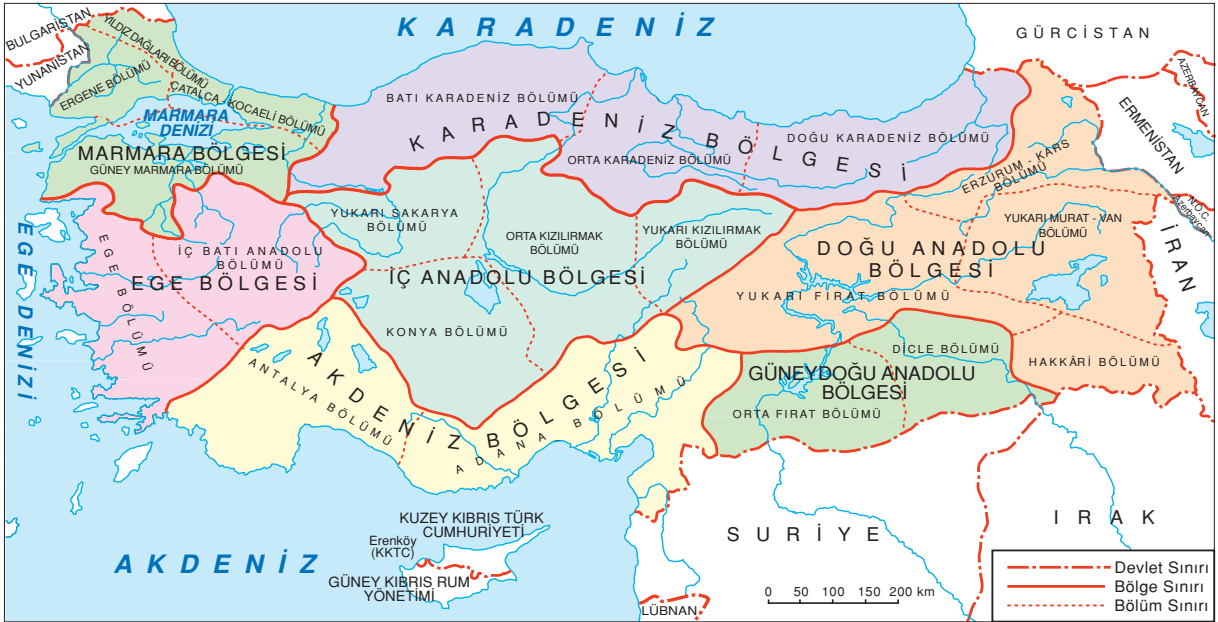 KARADENİZ
BULGARİSTAN
YUNANİSTAN
GÜRCİSTAN
AZERBAYCAN
ERMENİSTAN
N.Ö.C.
Azerbaycan
İRAN
YILDIZ DAĞLARI BÖLÜMÜ
ERGENE BÖLÜMÜ
ÇATALCA - KOCAELİ BÖLÜMÜ
MARMARA
DENİZİ
MARMARA BÖLGESİ
GÜNEY MARMARA BÖLÜMÜ
BATI KARADENİZ BÖLÜMÜ
KARADENİZ BÖLGESİ
ORTA KARADENİZ BÖLÜMÜ
DOĞU KARADENİZ BÖLÜMÜ
ERZURUM - KARS
BÖLÜMÜ
YUKARI MURAT - VAN
BÖLÜMÜ
DOĞU ANADOLU
BÖLGESİ
YUKARI FIRAT BÖLÜMÜ
HAKKÂRİ BÖLÜMÜ
YUKARI SAKARYA
BÖLÜMÜ
ORTA KIZILIRMAK
BÖLÜMÜ
YUKARI KIZILIRMAK
BÖLÜMÜ
İÇ ANADOLU BÖLGESİ
KONYA BÖLÜMÜ
EGE DENİZİ
EGE BÖLÜMÜ
İÇ BATI ANADOLU
BÖLÜMÜ
EGE BÖLGESİ
AKDENİZ BÖLGESİ
ANTALYA BÖLÜMÜ
ADANA BÖLÜMÜ
DİCLE BÖLÜMÜ
GÜNEYDOĞU ANADOLU
BÖLGESİ
ORTA FIRAT BÖLÜMÜ
AKDENİZ
KUZEY KIBRIS TÜRK
CUMHURİYETİ
Erenköy
(KKTC)
GÜNEY KIBRIS RUM
YÖNETİMİ
LÜBNAN
SURİYE
IRAK
0 50 100 150 200 km
Devlet Sınırı
Bölge Sınırı
Bölüm Sınırı